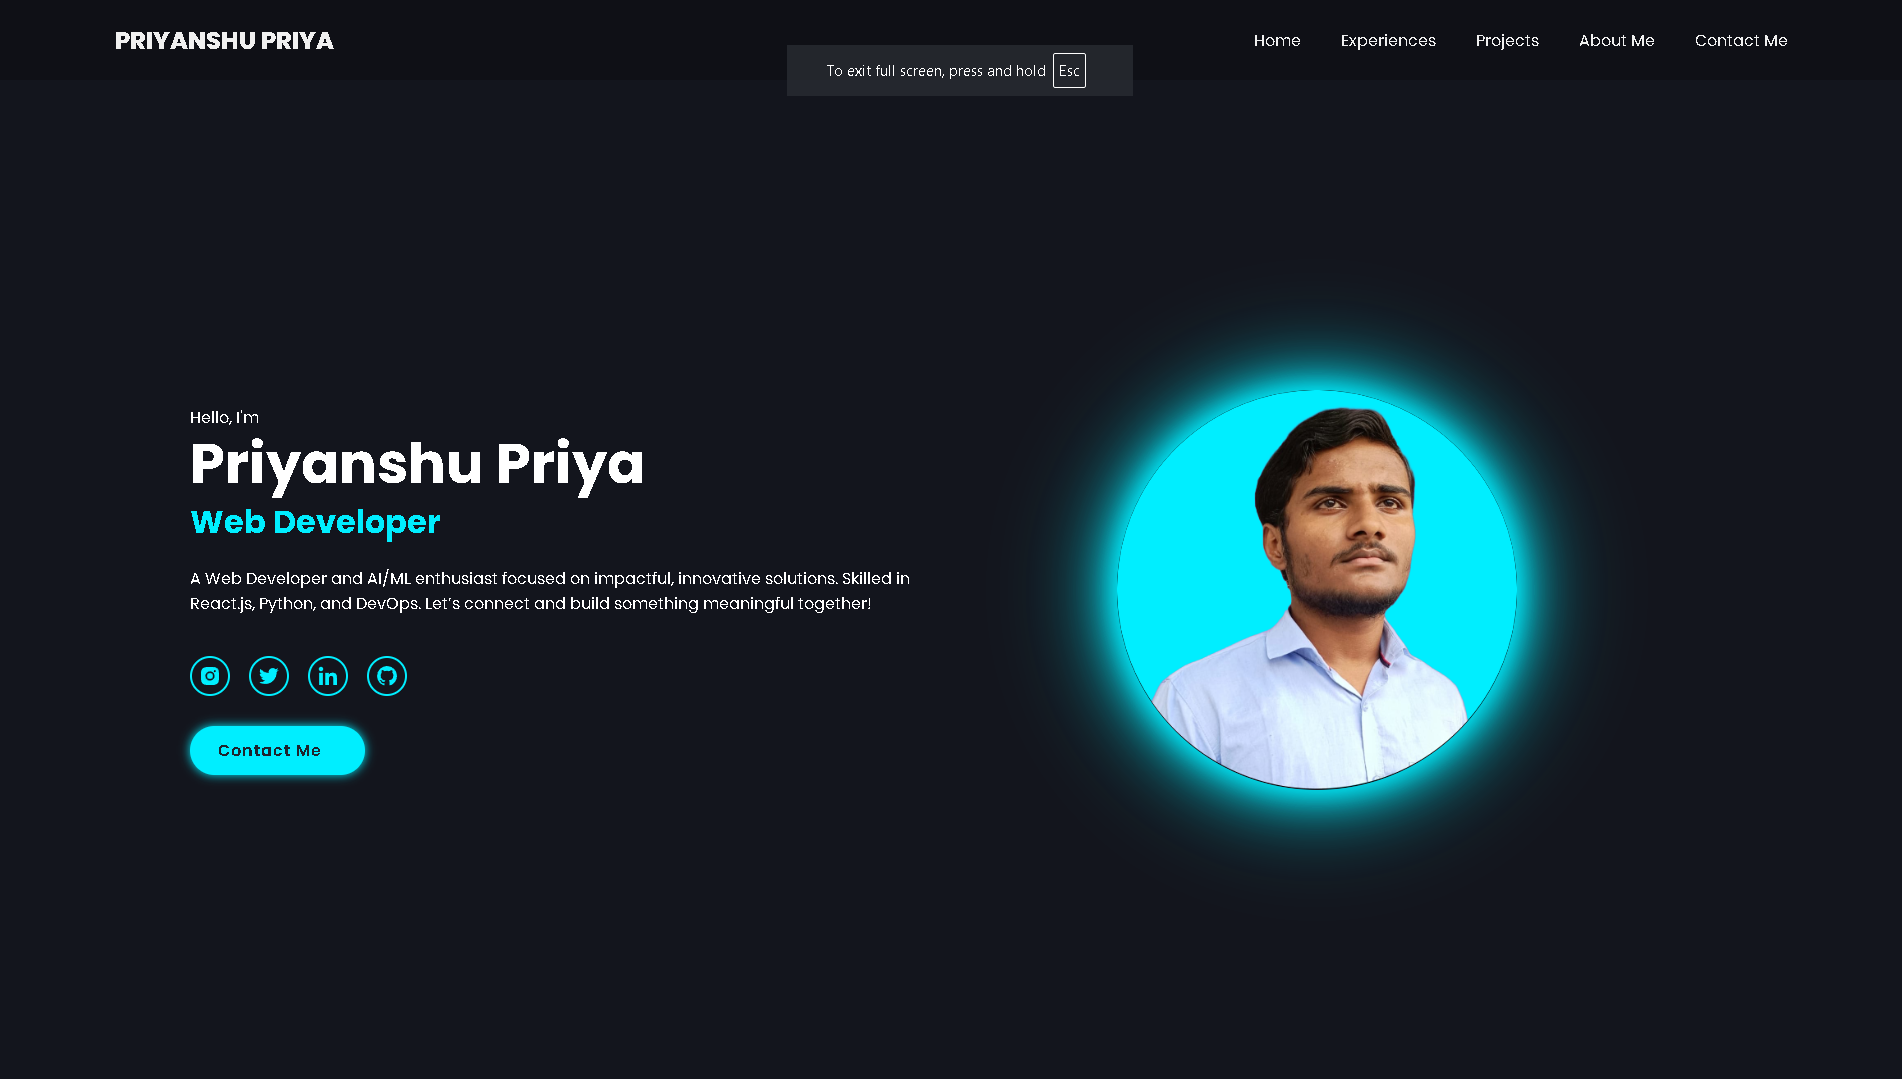 PRIYANSHU PRIYA
Home Experiences Projects About Me Contact Me
To exit full screen, press and hold Esc
Hello, I'm
Priyanshu Priya
Web Developer
A Web Developer and AI/ML enthusiast focused on impactful, innovative solutions. Skilled in
React.js, Python, and DevOps. Let’s connect and build something meaningful together!
in
Contact Me